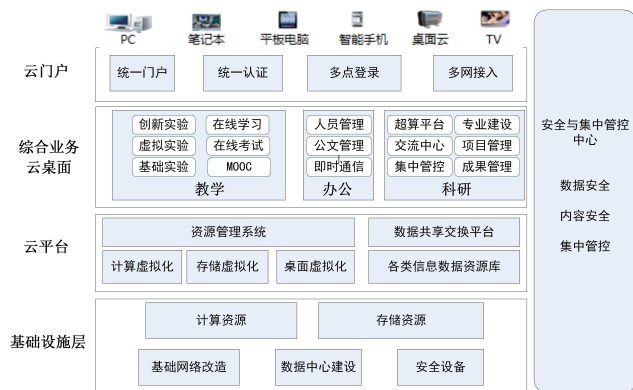 PC 笔记本 平板电脑 智能手机 桌面云 TV
云门户
统一门户 统一认证 多点登录 多网接入
综合业务
云桌面
创新实验 在线学习
虚拟实验 在线考试
基础实验 MOOC
教学
人员管理
公文管理
即时通信
办公
超算平台 专业建设
交流中心 项目管理
集中管控 成果管理
科研
云平台
资源管理系统 数据共享交换平台
计算虚拟化 存储虚拟化 桌面虚拟化 各类信息数据资源库
基础设施层
计算资源 存储资源
基础网络改造 数据中心建设 安全设备
安全与集中管控
中心
数据安全
内容安全
集中管控